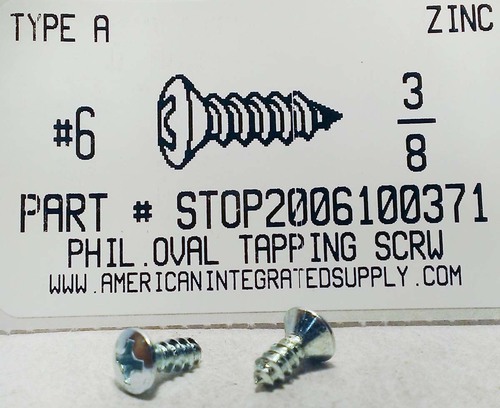 TYPE A
ZINC
#6
3/8
PART # STOP2006100371
PHIL.OVAL TAPPING SCRW
WWW.AMERICANINTEGRATEDSUPPLY.COM